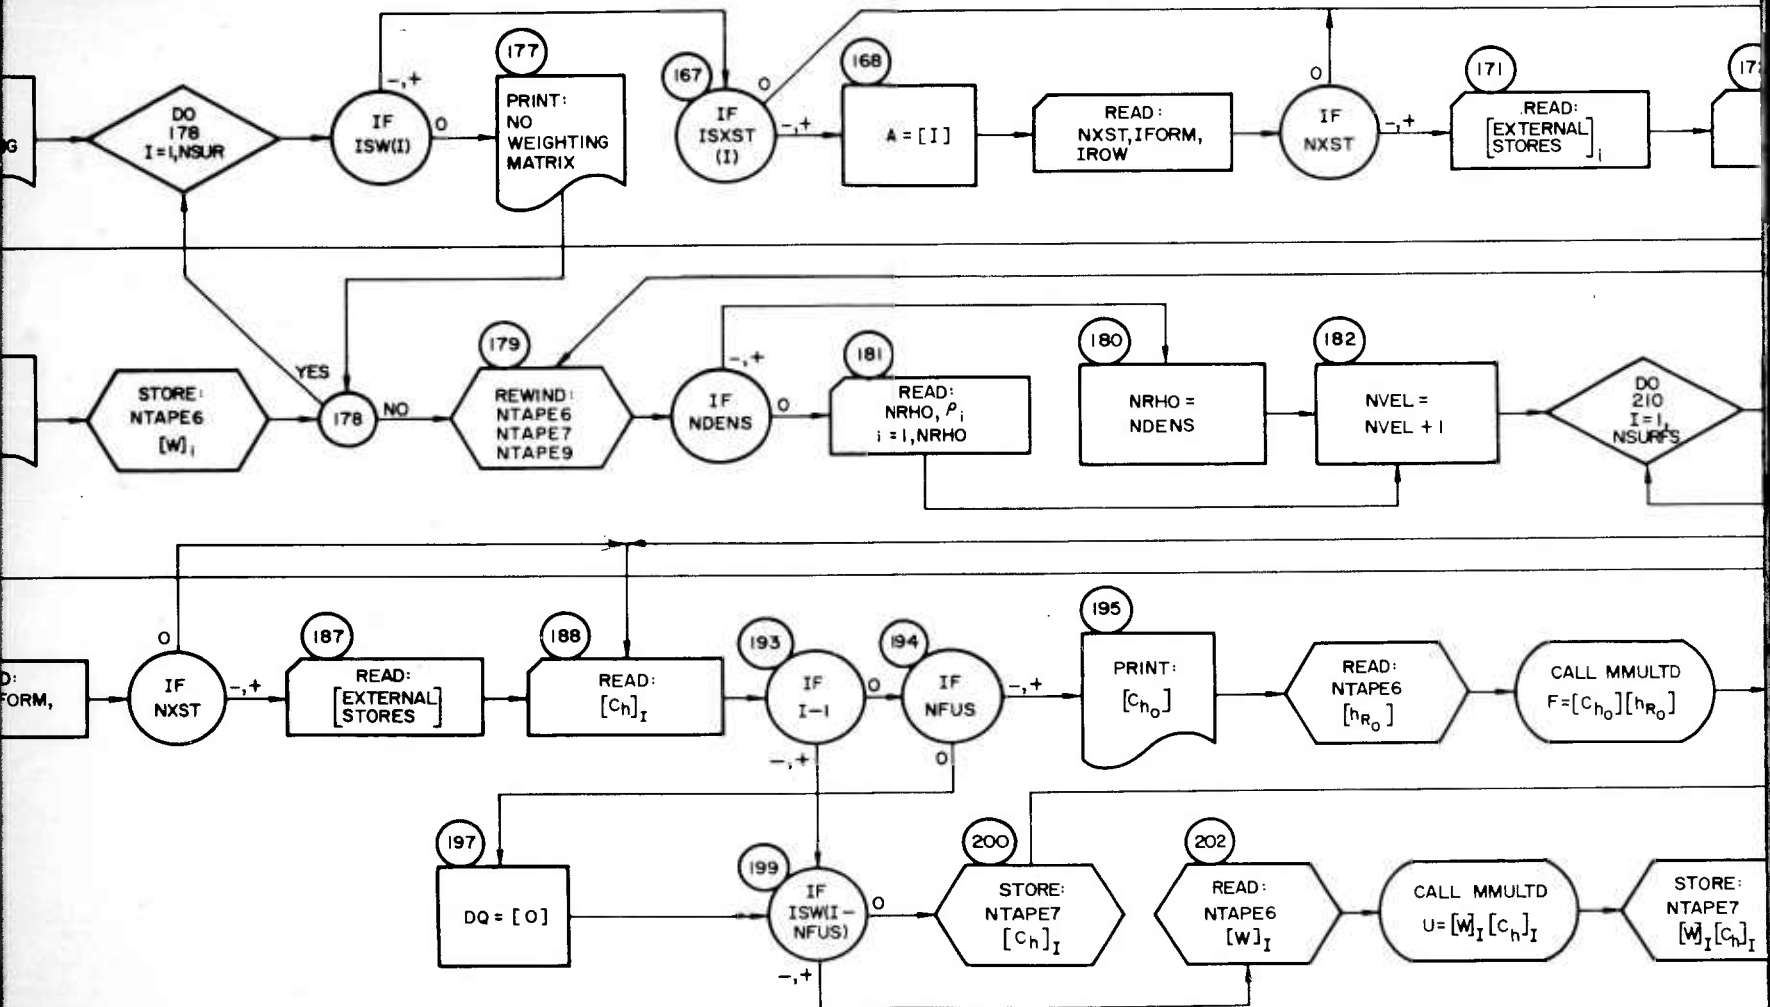 G
DO
178
I=1,NSUR
-,+
IF
ISW(I)
0
177
PRINT:
NO
WEIGHTING
MATRIX
167
IF
ISXST
(I)
0
-,+
168
A = [I]
READ:
NXST,IFORM,
IROW
0
IF
NXST
-,+
171
READ:
[EXTERNAL
STORES]i
17
STORE:
NTAPE6
[W]i
YES
178
NO
179
REWIND:
NTAPE6
NTAPE7
NTAPE9
-,+
IF
NDENS
0
181
READ:
NRHO, ρi
i = 1,NRHO
180
NRHO =
NDENS
182
NVEL =
NVEL + 1
DO
210
I=1,
NSURFS
D:
FORM,
0
IF
NXST
-,+
187
READ:
[EXTERNAL
STORES]
188
READ:
[Ch]I
193
IF
I-1
0
-,+
194
IF
NFUS
-,+
0
195
PRINT:
[Cho]
READ:
NTAPE6
[hRo]
CALL MMULTD
F=[Cho][hRo]
197
DQ = [0]
199
IF
ISW(I-
NFUS)
0
-,+
200
STORE:
NTAPE7
[Ch]I
202
READ:
NTAPE6
[W]I
CALL MMULTD
U=[W]I[Ch]I
STORE:
NTAPE7
[W]I[Ch]I